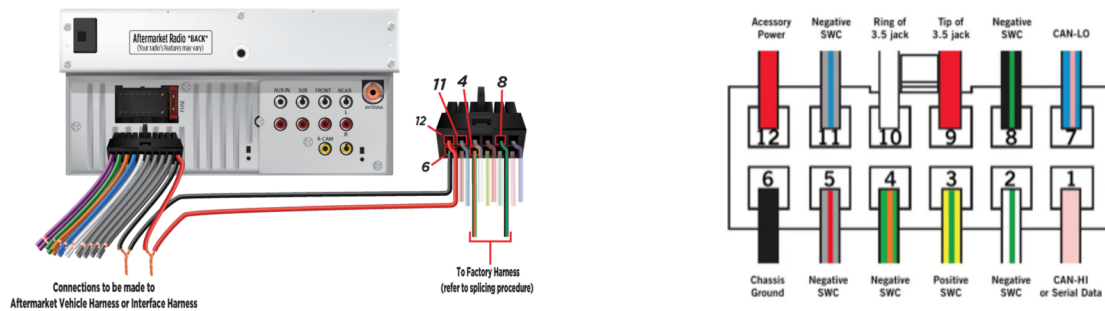 Aftermarket Radio "BACK"
(Your radio's features may vary)
AUX IN SUB FRONT REAR
ANTENNA
FUSE
L
R
R-CAM
11 4 8
12
6
Connections to be made to
Aftermarket Vehicle Harness or Interface Harness
To Factory Harness
(refer to splicing procedure)
Acessory
Power
Negative
SWC
Ring of
3.5 jack
Tip of
3.5 jack
Negative
SWC
CAN-LO
12 11 10 9 8 7
6 5 4 3 2 1
Chassis
Ground
Negative
SWC
Negative
SWC
Positive
SWC
Negative
SWC
CAN-HI
or Serial Data